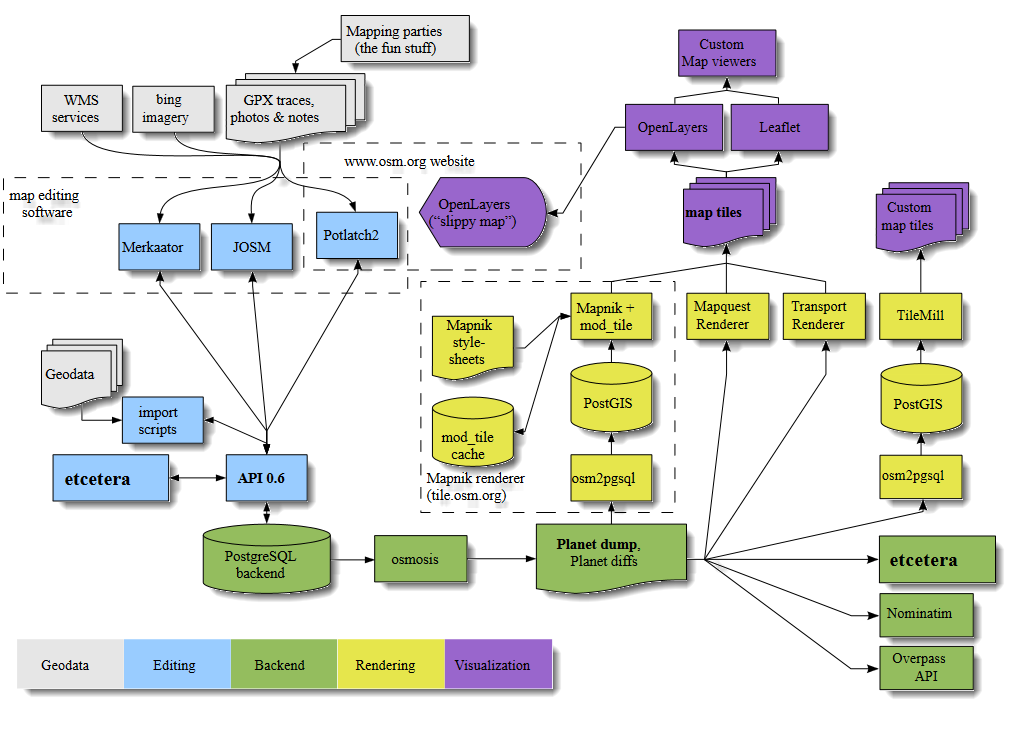 Mapping parties
(the fun stuff)
Custom
Map viewers
WMS
services
bing
imagery
GPX traces,
photos & notes
OpenLayers
Leaflet
www.osm.org website
map editing
software
OpenLayers
(“slippy map”)
map tiles
Custom
map tiles
Merkaator
JOSM
Potlatch2
Mapnik +
mod_tile
Mapquest
Renderer
Transport
Renderer
TileMill
Mapnik
style-
sheets
Geodata
PostGIS
PostGIS
import
scripts
mod_tile
cache
etcetera
API 0.6
Mapnik renderer
(tile.osm.org)
osm2pgsql
osm2pgsql
PostgreSQL
backend
osmosis
Planet dump,
Planet diffs
etcetera
Nominatim
Overpass
API
Geodata
Editing
Backend
Rendering
Visualization